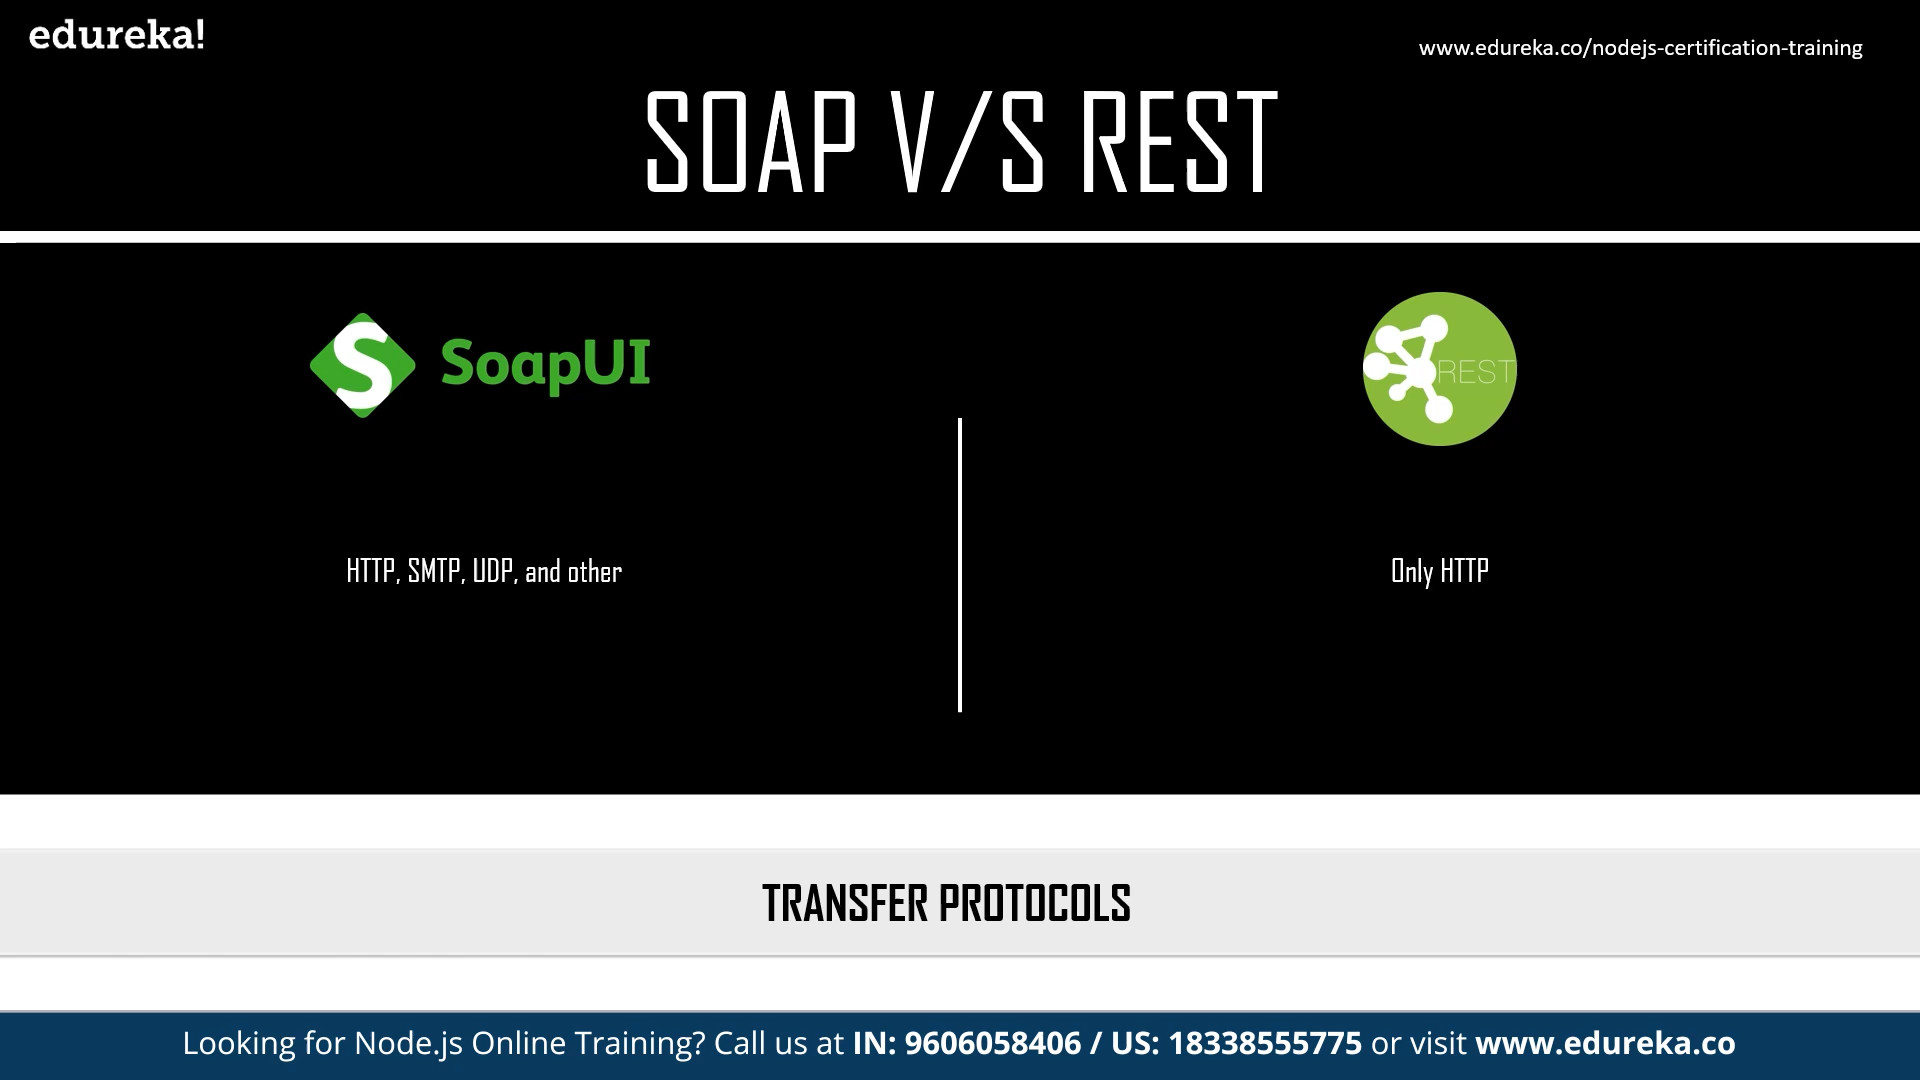 edureka!
www.edureka.co/nodejs-certification-training
SOAP V/S REST
S SoapUI
REST
HTTP, SMTP, UDP, and other
Only HTTP
TRANSFER PROTOCOLS
Looking for Node.js Online Training? Call us at IN: 9606058406 / US: 18338555775 or visit www.edureka.co